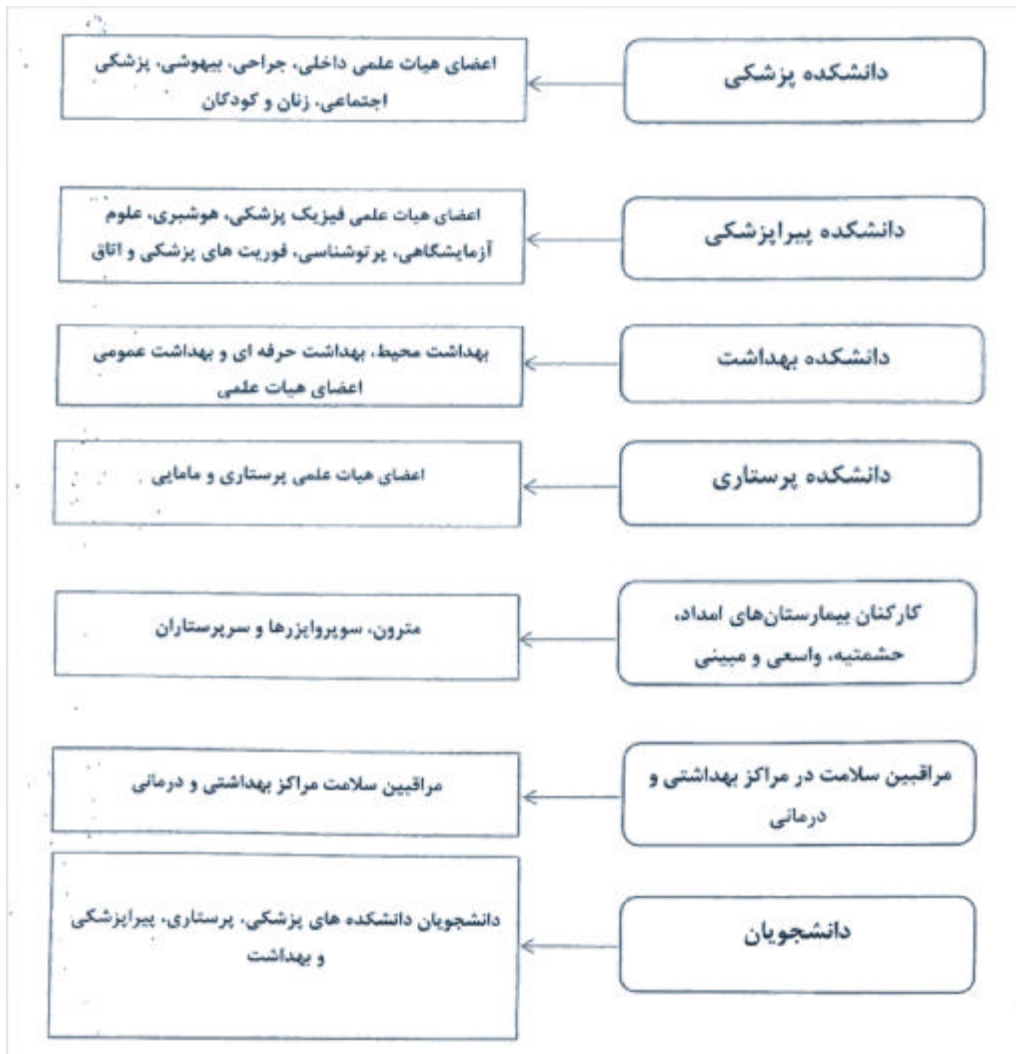 دانشکده پزشکی
اعضای هیات علمی داخلی، جراحی، بیهوشی، پزشکی
اجتماعی، زنان و کودکان
دانشکده پیراپزشکی
اعضای هیات علمی فیزیک پزشکی، هوشبری، علوم
آزمایشگاهی، پرتوشناسی، فوریت های پزشکی و اتاق
دانشکده بهداشت
بهداشت محیط، بهداشت حرفه ای و بهداشت عمومی
اعضای هیات علمی
دانشکده پرستاری
اعضای هیات علمی پرستاری و مامایی
کارکنان بیمارستان‌های امداد،
حشمتیه، واسعی و مبینی
مترون، سوپروایزرها و سرپرستاران
مراقبین سلامت در مراکز بهداشتی و
درمانی
مراقبین سلامت مراکز بهداشتی و درمانی
دانشجویان
دانشجویان دانشکده های پزشکی، پرستاری، پیراپزشکی
و بهداشت